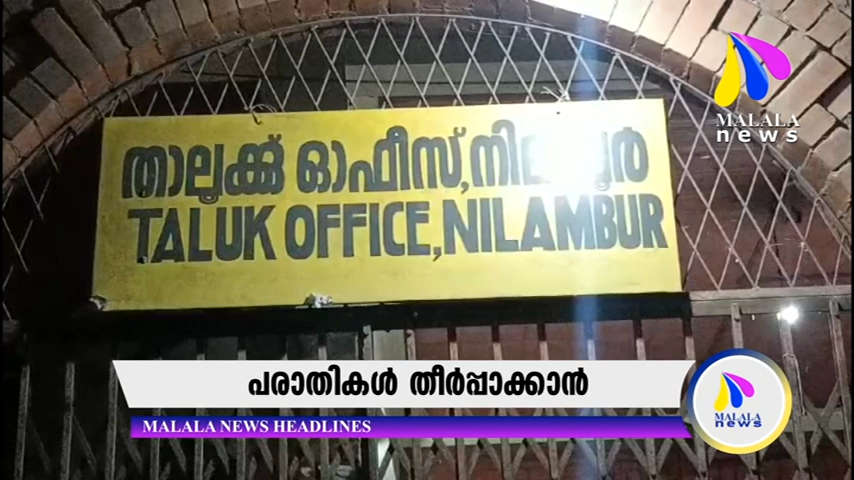 താലൂക്ക് ഓഫീസ്,
TALUK OFFICE, NILAMBUR
MALALA
news
പരാതികൾ തീർപ്പാക്കാൻ
MALALA NEWS HEADLINES
MALALA
news